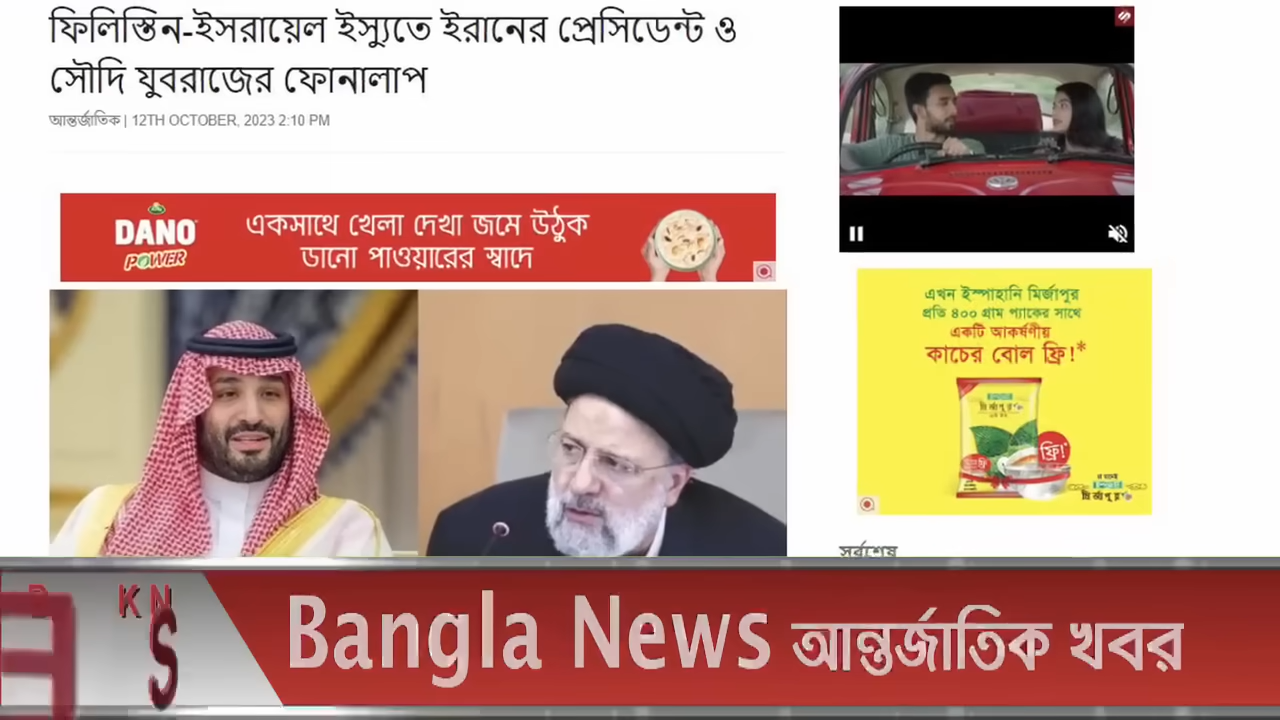 ফিলিস্তিন-ইসরায়েল ইস্যুতে ইরানের প্রেসিডেন্ট ও
সৌদি যুবরাজের ফোনালাপ
আন্তর্জাতিক | 12TH OCTOBER, 2023 2:10 PM
DANO
POWER
একসাথে খেলা দেখা জমে উঠুক
ডানো পাওয়ারের স্বাদে
এখন ইস্পাহানি মির্জাপুর
প্রতি ৪০০ গ্রাম প্যাকের সাথে
একটি আকর্ষণীয়
কাচের বোল ফ্রি!*
মির্জাপুর
ফ্রি!*
মির্জাপুর
সর্বশেষ
KN
S
Bangla News আন্তর্জাতিক খবর